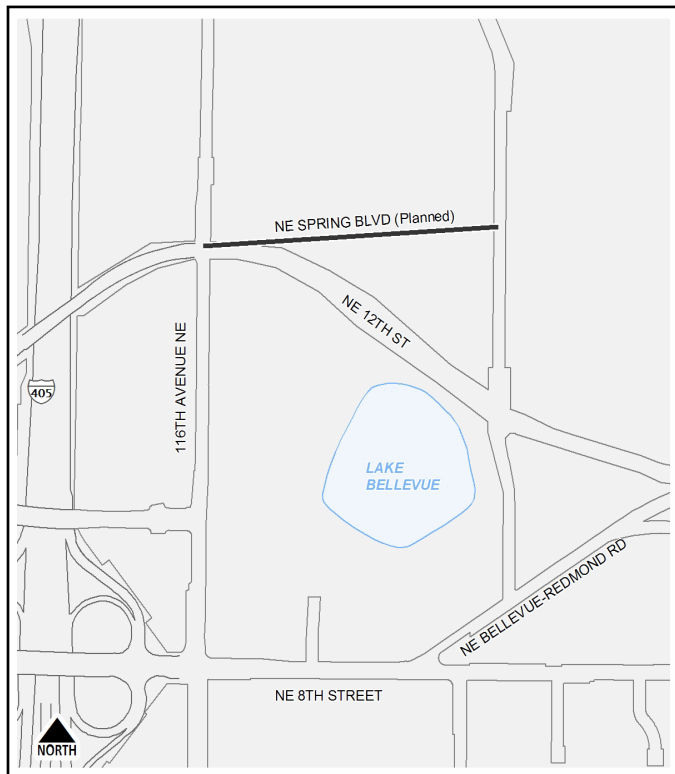 NE SPRING BLVD (Planned)
NE 12TH ST
116TH AVENUE NE
405
LAKE
BELLEVUE
NE BELLEVUE-REDMOND RD
NE 8TH STREET
NORTH